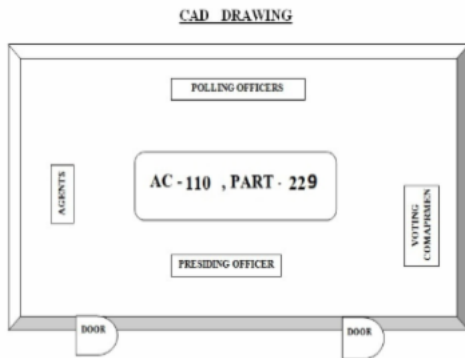 CAD DRAWING
POLLING OFFICERS
AC - 110 , PART - 229
AGENTS
VOTING
COMAPRMEN
PRESIDING OFFICER
DOOR
DOOR